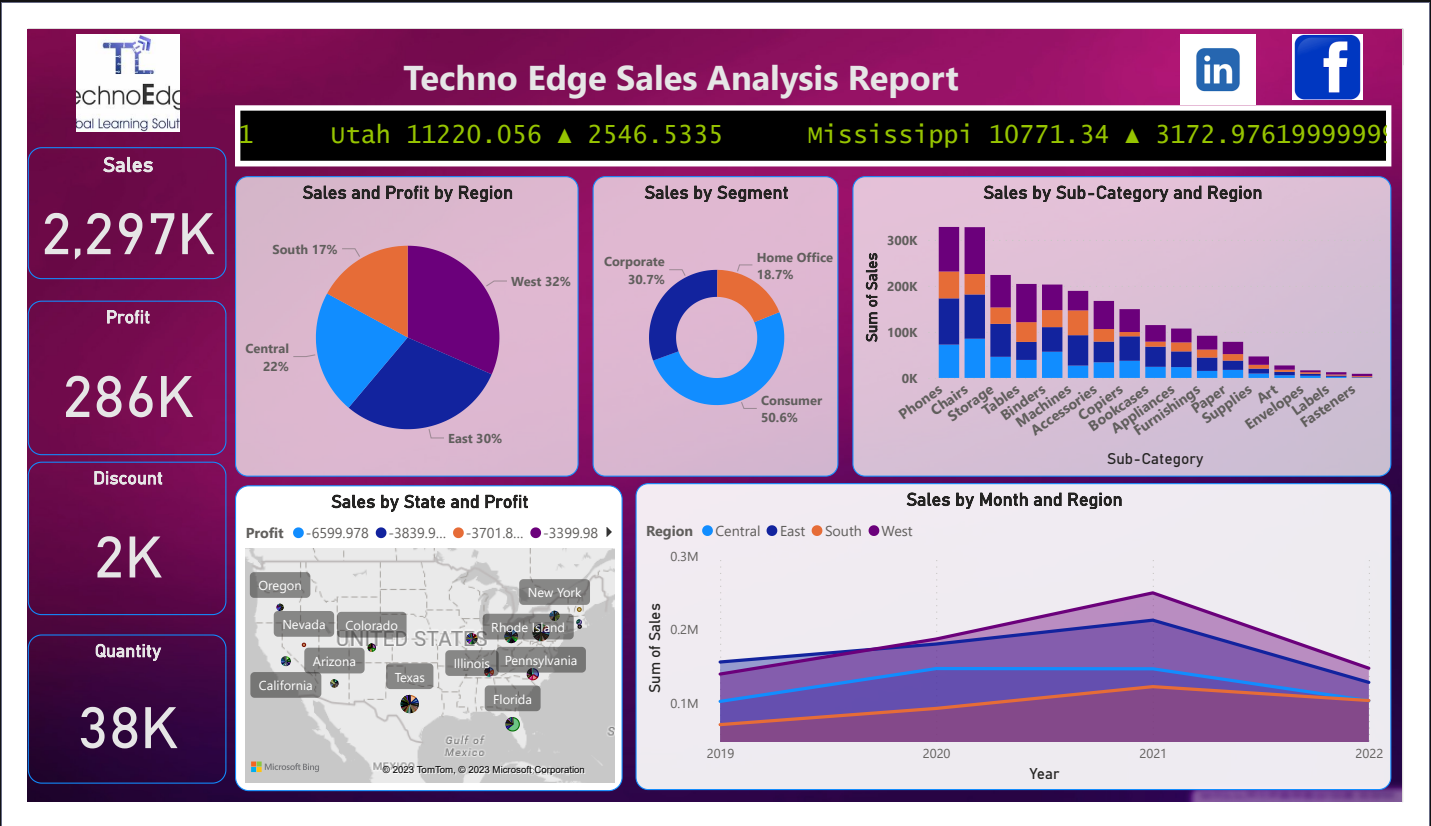 TL
echnoEdg
bal Learning Solut
Techno Edge Sales Analysis Report
in
f
1 Utah 11220.056 ▲ 2546.5335 Mississippi 10771.34 ▲ 3172.97619999999
Sales
2,297K
Profit
286K
Discount
2K
Quantity
38K
Sales and Profit by Region
South 17%
West 32%
Central
22%
East 30%
Sales by Segment
Corporate
30.7%
Home Office
18.7%
Consumer
50.6%
Sales by Sub-Category and Region
Sum of Sales
300K
200K
100K
0K
Phones
Chairs
Storage
Tables
Binders
Machines
Accessories
Copiers
Bookcases
Appliances
Furnishings
Paper
Supplies
Art
Envelopes
Labels
Fasteners
Sub-Category
Sales by State and Profit
Profit -6599.978 -3839.9... -3701.8... -3399.98
Oregon
New York
Nevada
Colorado
Rhode Island
UNITED STATES
Arizona
Illinois
Pennsylvania
California
Texas
Florida
Gulf of
Mexico
Microsoft Bing
© 2023 TomTom, © 2023 Microsoft Corporation
Sales by Month and Region
Region Central East South West
Sum of Sales
0.3M
0.2M
0.1M
2019 2020 2021 2022
Year